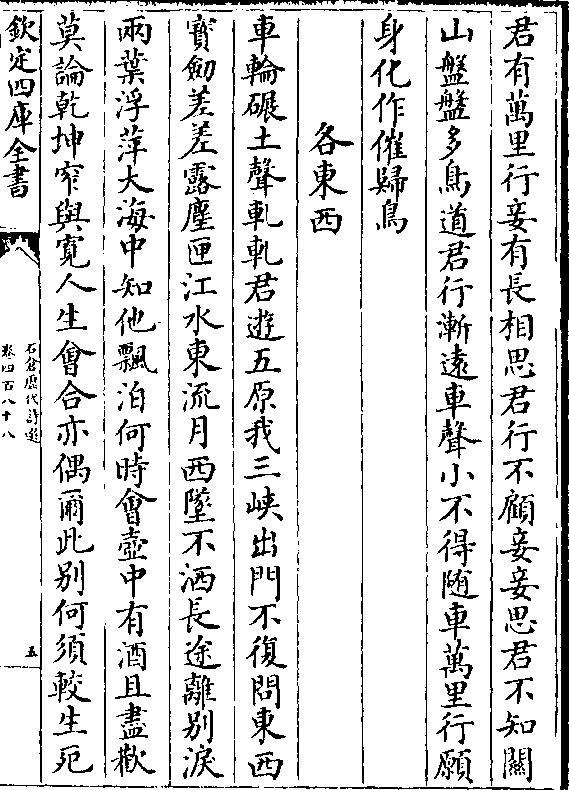 君有萬里行妾有長相思君行不顧妾妾思君不知關
山盤盤多鳥道君行漸遠車聲小不得随車萬里行願
身化作催歸鳥
各東西
車輪碾土聲軋軋君遊五原我三峽出門不復問東西
寳劒差差露塵匣江水東流月西墜不洒長途離别淚
兩葉浮萍大海中知他飄泊何時會壺中有酒且盡歡
莫論乾坤窄與寛人生會合亦偶爾此别何須較生死
欽定四庫全書
石倉歷代詩選
卷四百八十八
五